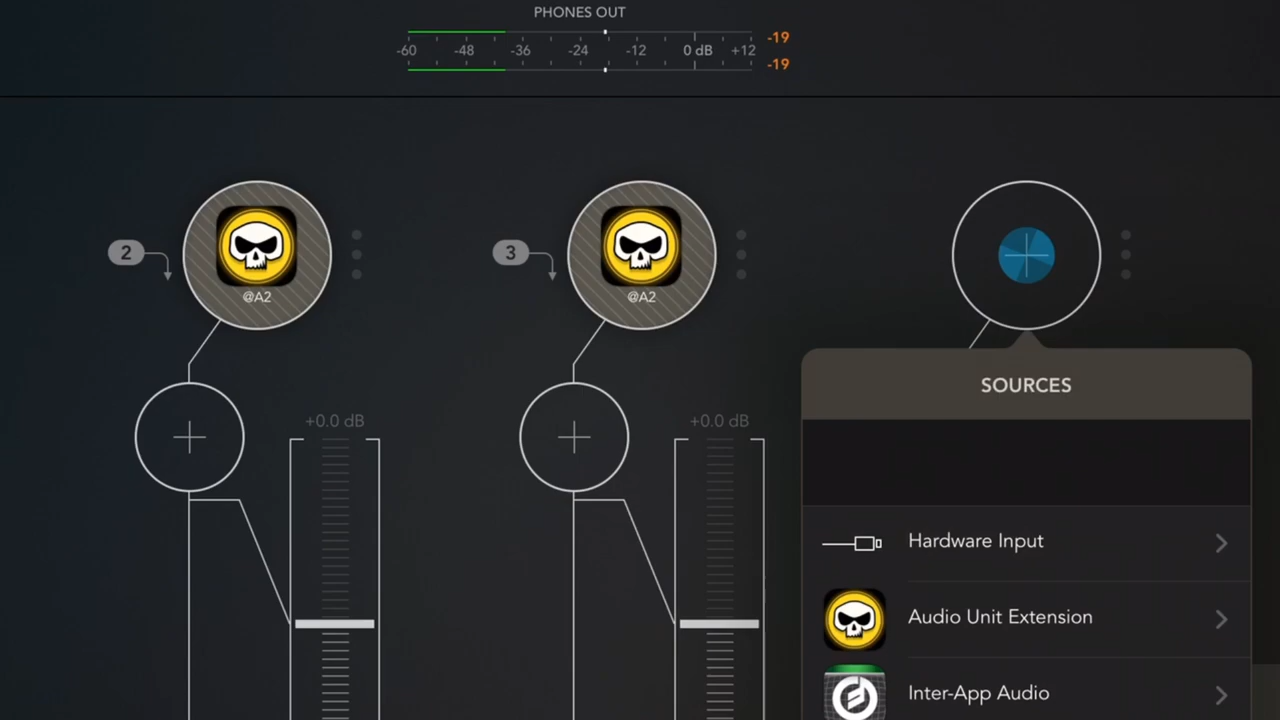 PHONES OUT
-60 -48 -36 -24 -12 0 dB +12
-19
-19
2
@A2
3
@A2
+0.0 dB
+0.0 dB
SOURCES
Hardware Input
Audio Unit Extension
Inter-App Audio